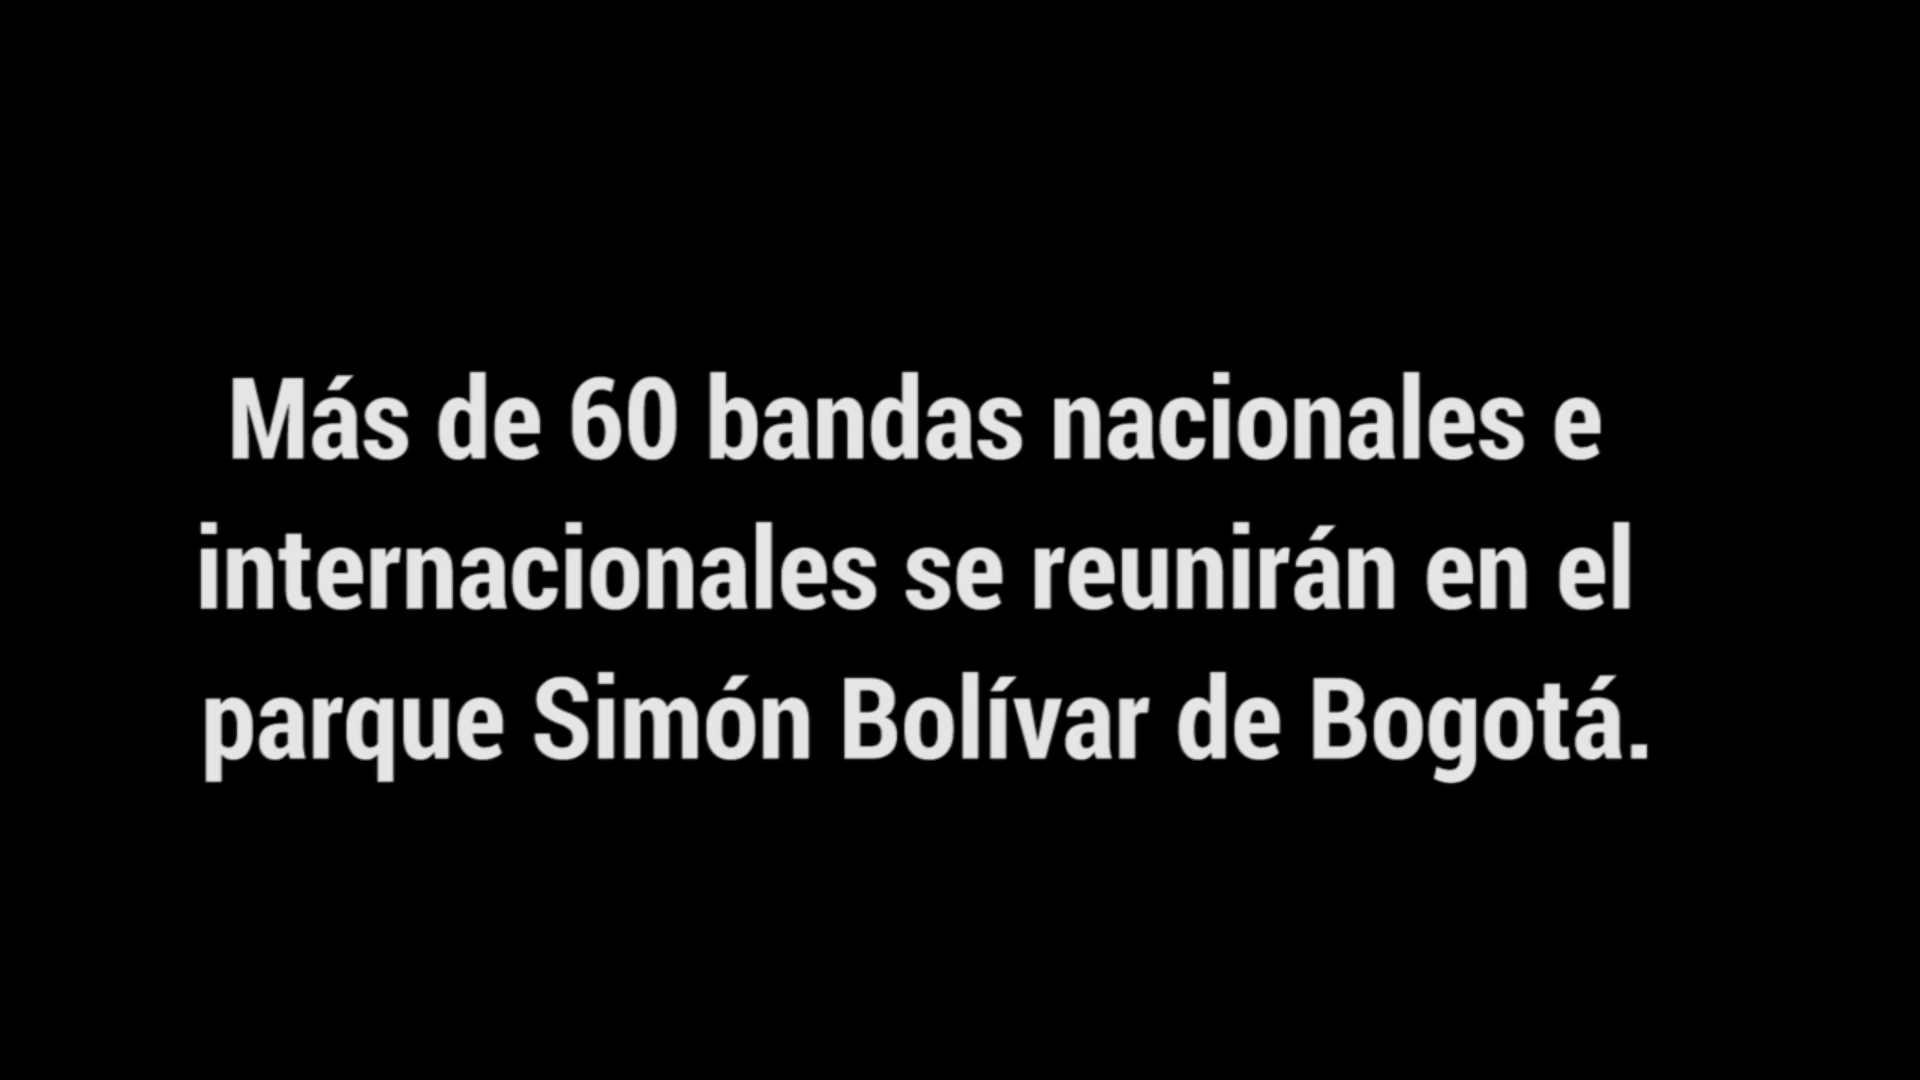 Más de 60 bandas nacionales e
internacionales se reunirán en el
parque Simón Bolívar de Bogotá.